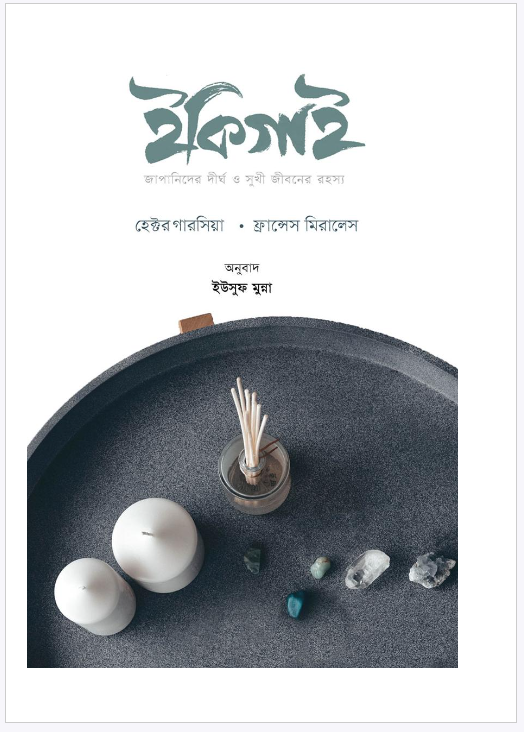 ইকিগাই
জাপানিদের দীর্ঘ ও সুখী জীবনের রহস্য
হেক্টর গারসিয়া • ফ্রান্সেস মিরালেস
অনুবাদ
ইউসুফ মুন্না